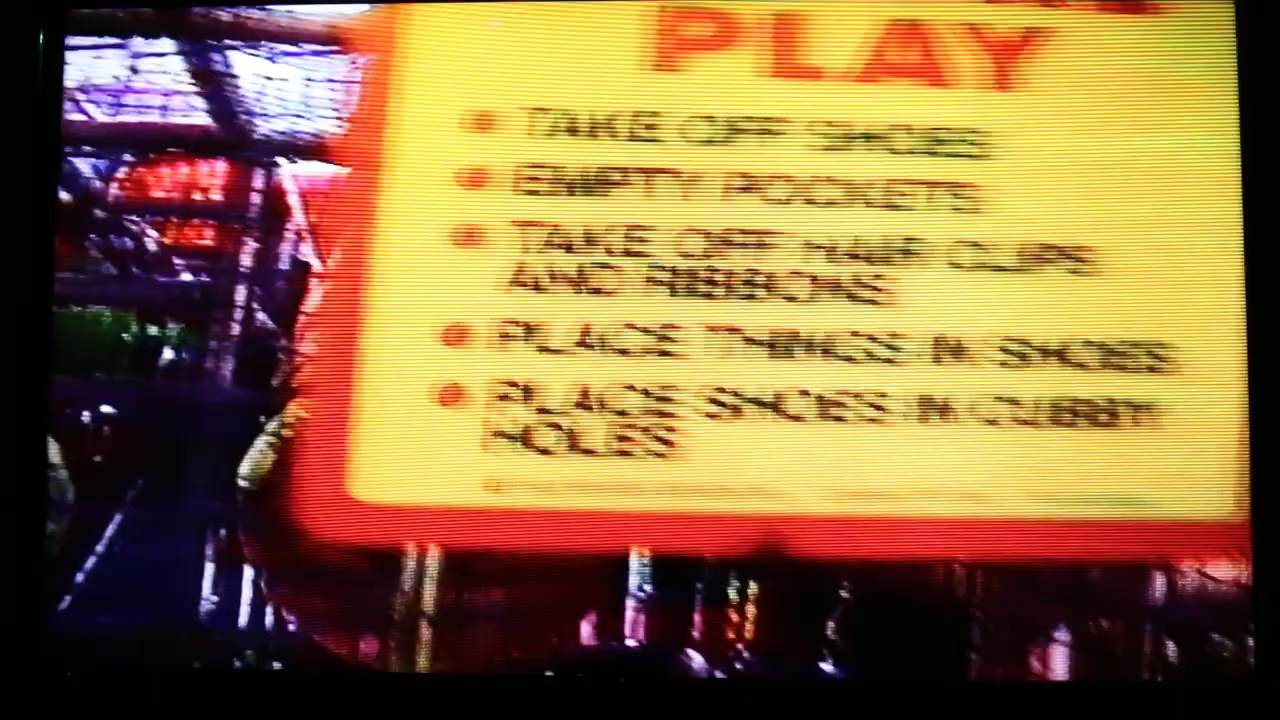 PLAY
TAKE OFF SHOES
EMPTY POCKETS
TAKE OFF HAIR CLIPS
AND RIBBONS
PLACE THINGS IN SHOES
PLACE SHOES IN CUBBY
HOLES